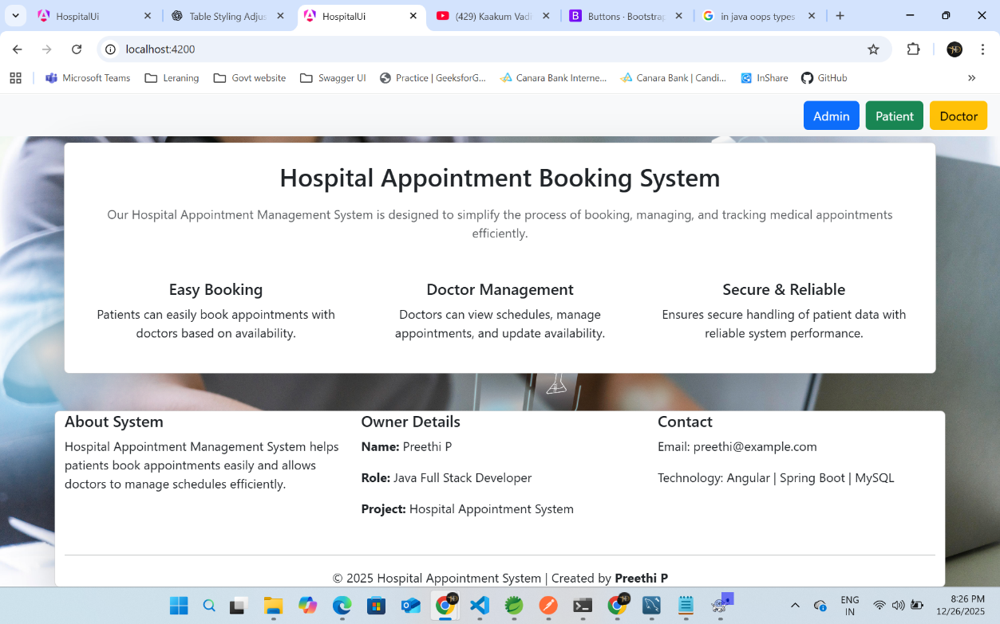 HospitalUi
Table Styling Adjus
HospitalUi
(429) Kaakum Vadi
Buttons · Bootstrap
in java oops types
localhost:4200
Microsoft Teams
Leraning
Govt website
Swagger UI
Practice | GeeksforG...
Canara Bank Interne...
Canara Bank | Candi...
InShare
GitHub
Admin
Patient
Doctor
Hospital Appointment Booking System
Our Hospital Appointment Management System is designed to simplify the process of booking, managing, and tracking medical appointments
efficiently.
Easy Booking
Patients can easily book appointments with
doctors based on availability.
Doctor Management
Doctors can view schedules, manage
appointments, and update availability.
Secure & Reliable
Ensures secure handling of patient data with
reliable system performance.
About System
Hospital Appointment Management System helps
patients book appointments easily and allows
doctors to manage schedules efficiently.
Owner Details
Name: Preethi P
Role: Java Full Stack Developer
Project: Hospital Appointment System
Contact
Email: preethi@example.com
Technology: Angular | Spring Boot | MySQL
© 2025 Hospital Appointment System | Created by Preethi P
ENG
IN
8:26 PM
12/26/2025